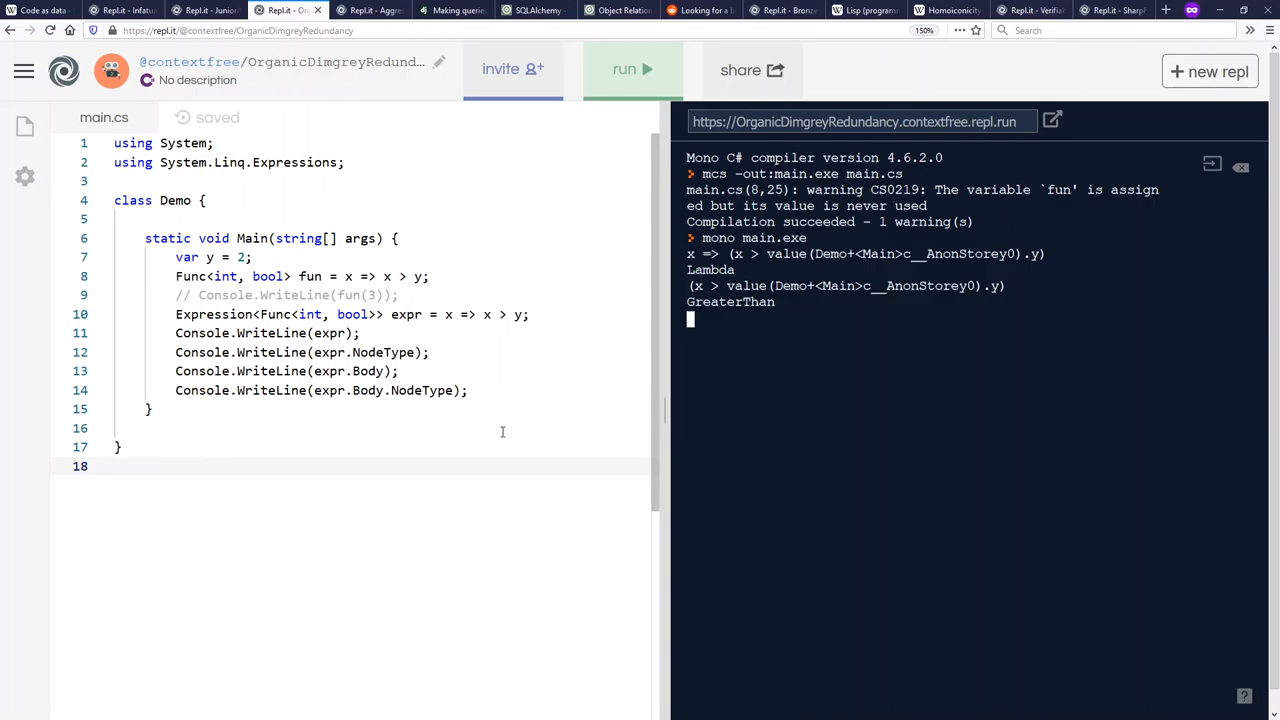 Code as data -
Repl.it - Infatua
Repl.it - Junior
Repl.it - Or
Repl.it - Aggres
Making queries
SQLAlchemy -
Object Relation
Looking for a b
Repl.it - Bronze
Lisp (program
Homoiconicity
Repl.it - Verifial
Repl.it - Sharpf
https://repl.it/@contextfree/OrganicDimgreyRedundancy
150%
Search
@contextfree/OrganicDimgreyRedund…
No description
invite
run
share
+ new repl
main.cs
saved
1 using System;
2 using System.Linq.Expressions;
3
4 class Demo {
5
6 static void Main(string[] args) {
7 var y = 2;
8 Func<int, bool> fun = x => x > y;
9 // Console.WriteLine(fun(3));
10 Expression<Func<int, bool>> expr = x => x > y;
11 Console.WriteLine(expr);
12 Console.WriteLine(expr.NodeType);
13 Console.WriteLine(expr.Body);
14 Console.WriteLine(expr.Body.NodeType);
15 }
16
17 }
18
https://OrganicDimgreyRedundancy.contextfree.repl.run
Mono C# compiler version 4.6.2.0
mcs -out:main.exe main.cs
main.cs(8,25): warning CS0219: The variable `fun' is assign
ed but its value is never used
Compilation succeeded - 1 warning(s)
mono main.exe
x => (x > value(Demo+<Main>c__AnonStorey0).y)
Lambda
(x > value(Demo+<Main>c__AnonStorey0).y)
GreaterThan
?